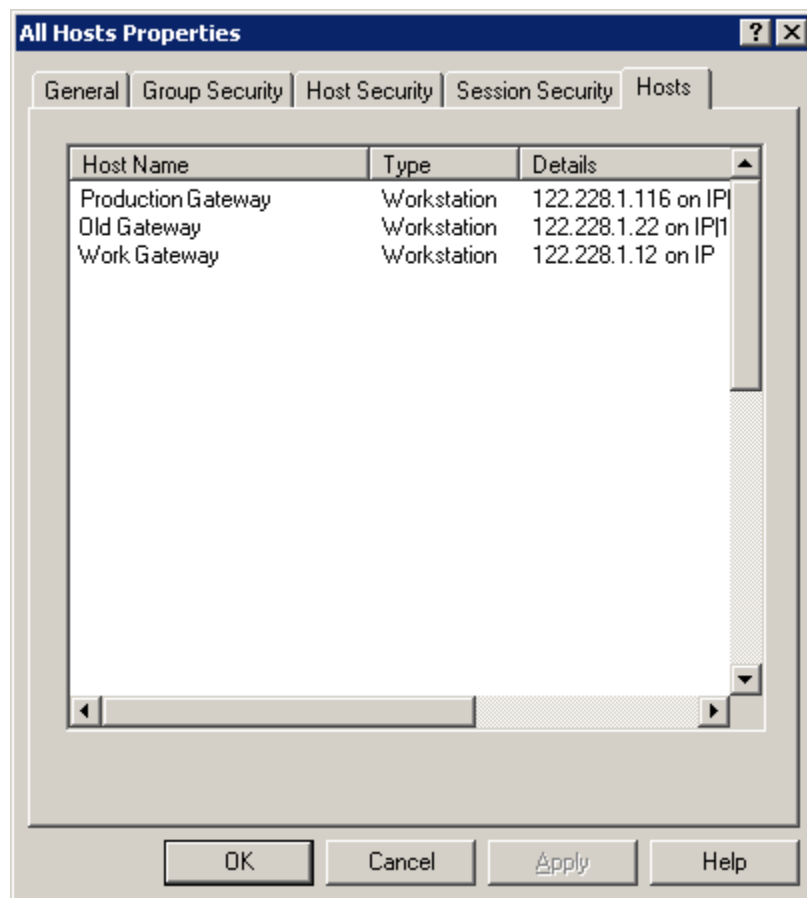 All Hosts Properties
General Group Security Host Security Session Security Hosts
Host Name Type Details
Production Gateway Workstation 122.228.1.116 on IP|
Old Gateway Workstation 122.228.1.22 on IP|1
Work Gateway Workstation 122.228.1.12 on IP
OK Cancel Apply Help